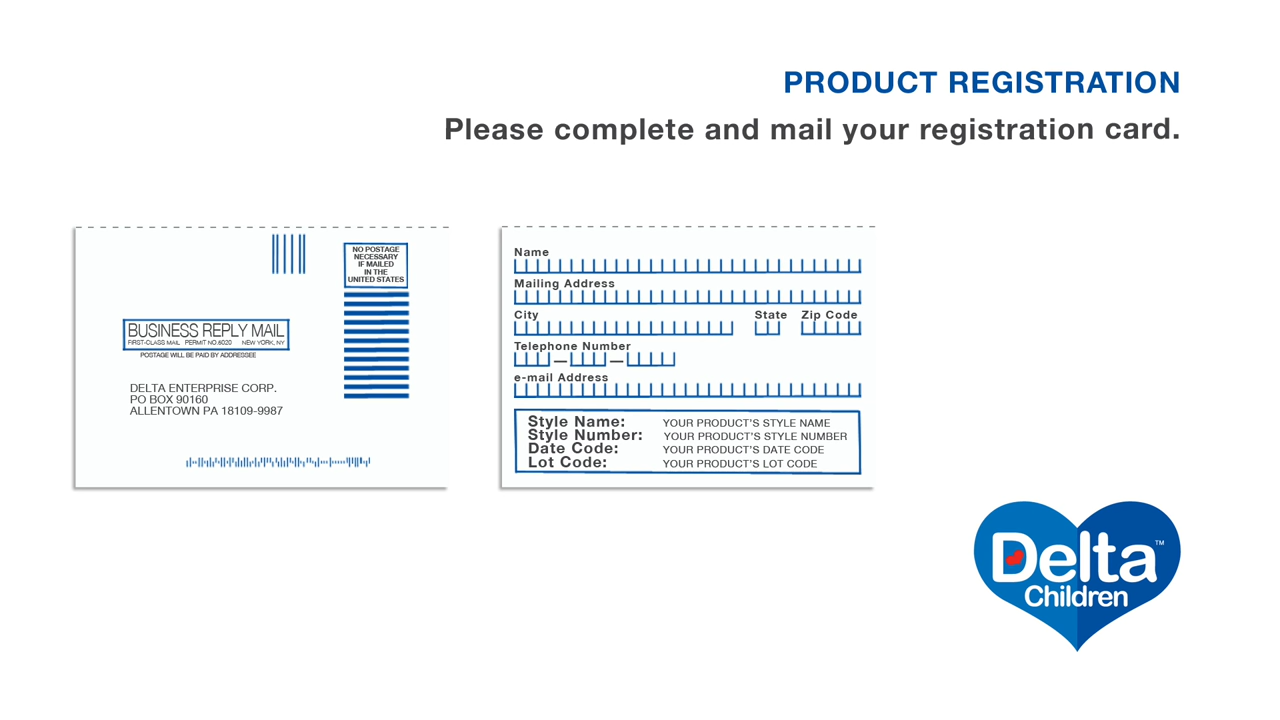 PRODUCT REGISTRATION
Please complete and mail your registration card.
NO POSTAGE
NECESSARY
IF MAILED
IN THE
UNITED STATES
BUSINESS REPLY MAIL
FIRST-CLASS MAIL PERMIT NO.6020 NEW YORK, NY
POSTAGE WILL BE PAID BY ADDRESSEE
DELTA ENTERPRISE CORP.
PO BOX 90160
ALLENTOWN PA 18109-9987
Name
Mailing Address
City State Zip Code
Telephone Number
e-mail Address
Style Name: YOUR PRODUCT'S STYLE NAME
Style Number: YOUR PRODUCT'S STYLE NUMBER
Date Code: YOUR PRODUCT'S DATE CODE
Lot Code: YOUR PRODUCT'S LOT CODE
Delta™
Children